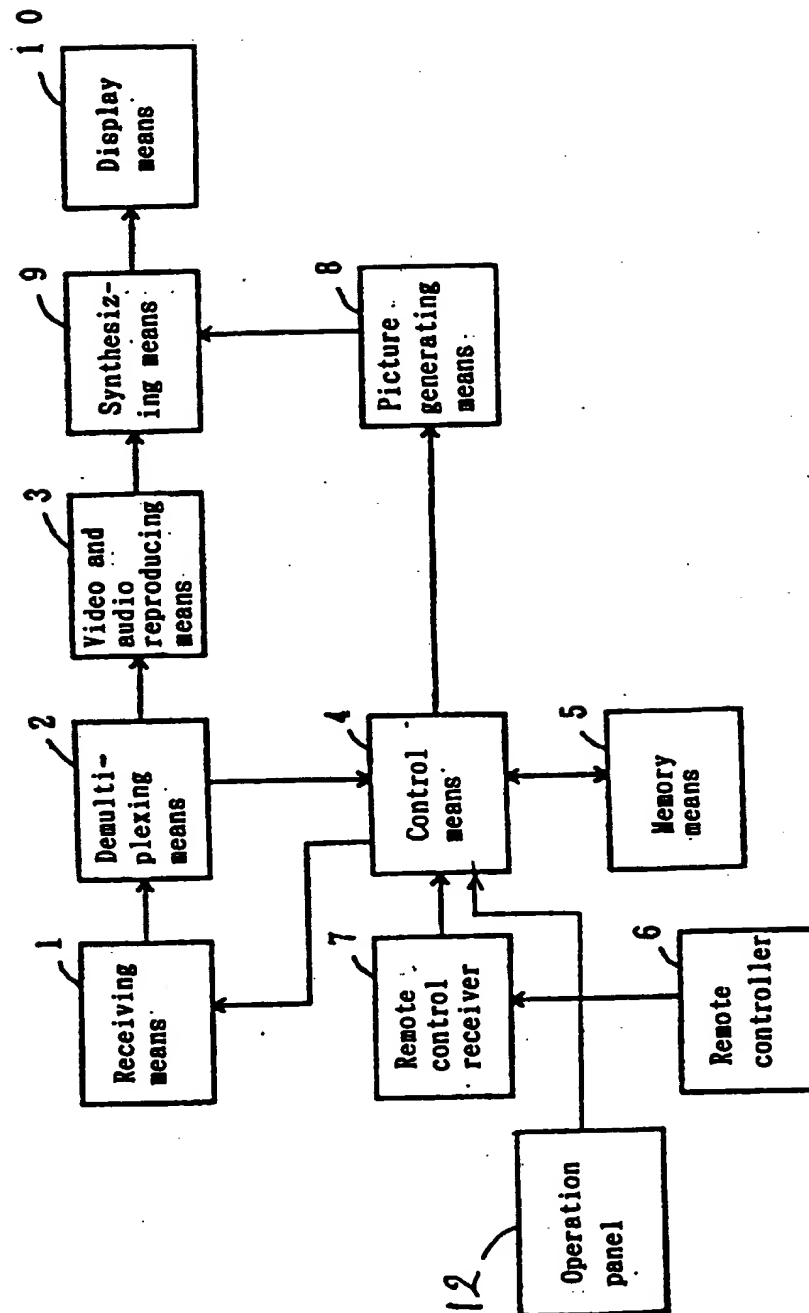 1
Receiving
means
2
Demulti-
plexing
means
3
Video and
audio
reproducing
means
9
Synthesiz-
ing means
10
Display
means
7
Remote
control
receiver
4
Control
means
8
Picture
generating
means
12
Operation
panel
6
Remote
controller
5
Memory
means